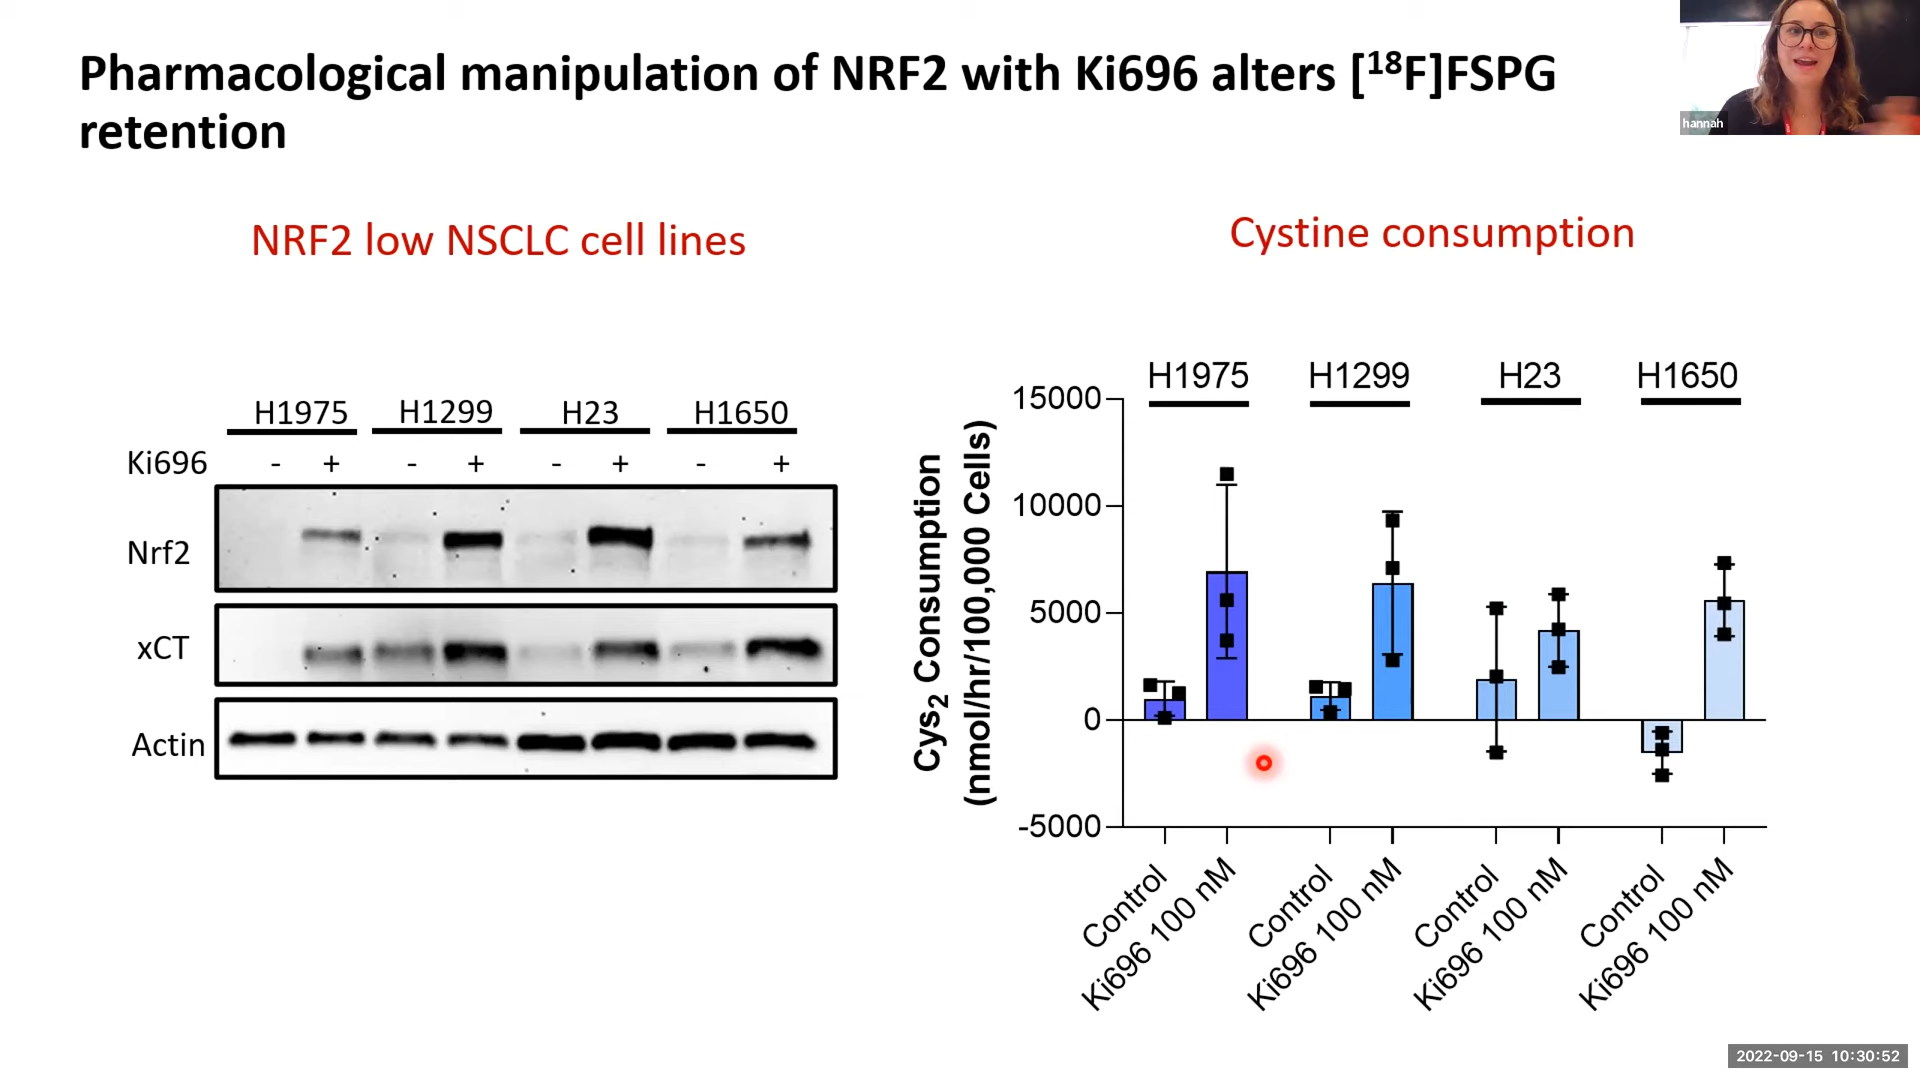 Pharmacological manipulation of NRF2 with Ki696 alters [¹⁸F]FSPG
retention
hannah
NRF2 low NSCLC cell lines
H1975 H1299 H23 H1650
Ki696 - + - + - + - +
Nrf2
xCT
Actin
Cystine consumption
H1975 H1299 H23 H1650
Cys₂ Consumption
(nmol/hr/100,000 Cells)
15000
10000
5000
0
-5000
Control
Ki696 100 nM
Control
Ki696 100 nM
Control
Ki696 100 nM
Control
Ki696 100 nM
2022-09-15 10:30:52